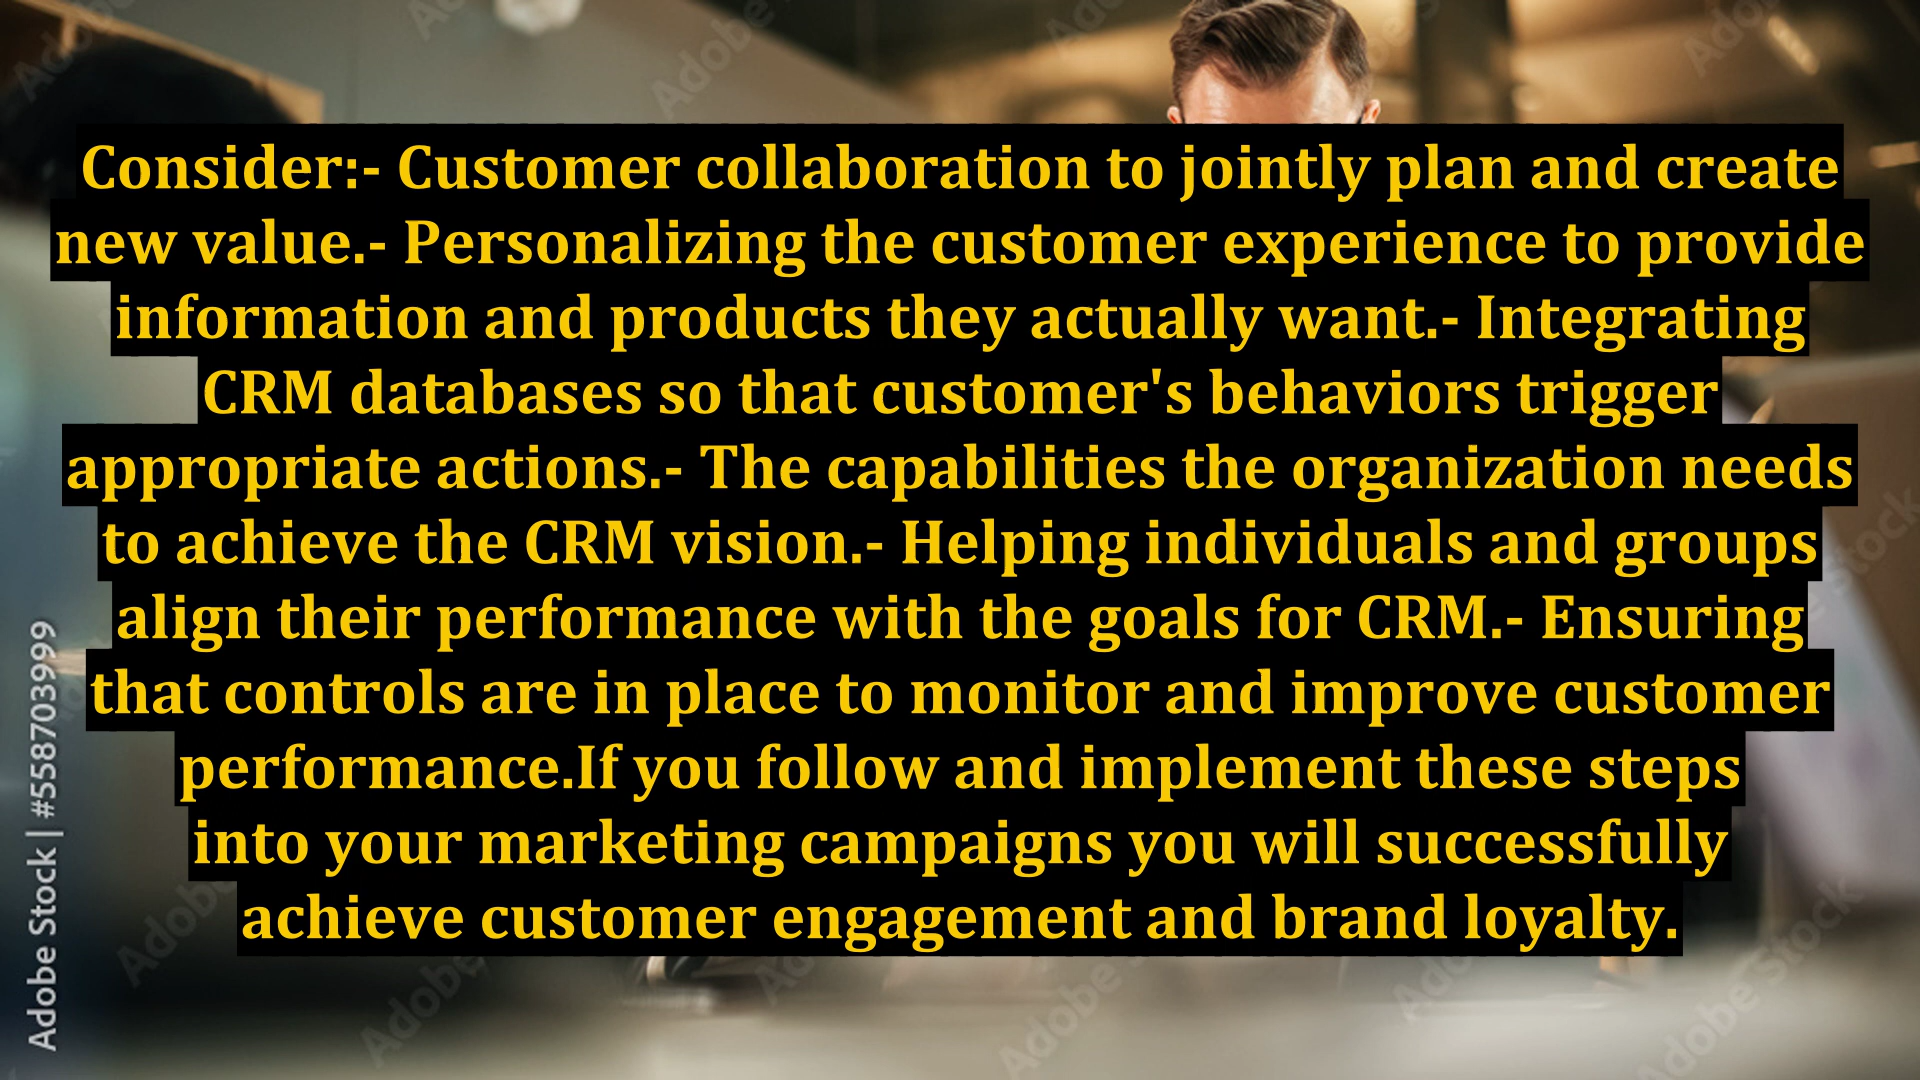 Consider:- Customer collaboration to jointly plan and create
new value.- Personalizing the customer experience to provide
information and products they actually want.- Integrating
CRM databases so that customer's behaviors trigger
appropriate actions.- The capabilities the organization needs
to achieve the CRM vision.- Helping individuals and groups
align their performance with the goals for CRM.- Ensuring
that controls are in place to monitor and improve customer
performance.If you follow and implement these steps
into your marketing campaigns you will successfully
achieve customer engagement and brand loyalty.
Adobe Stock | #558703999